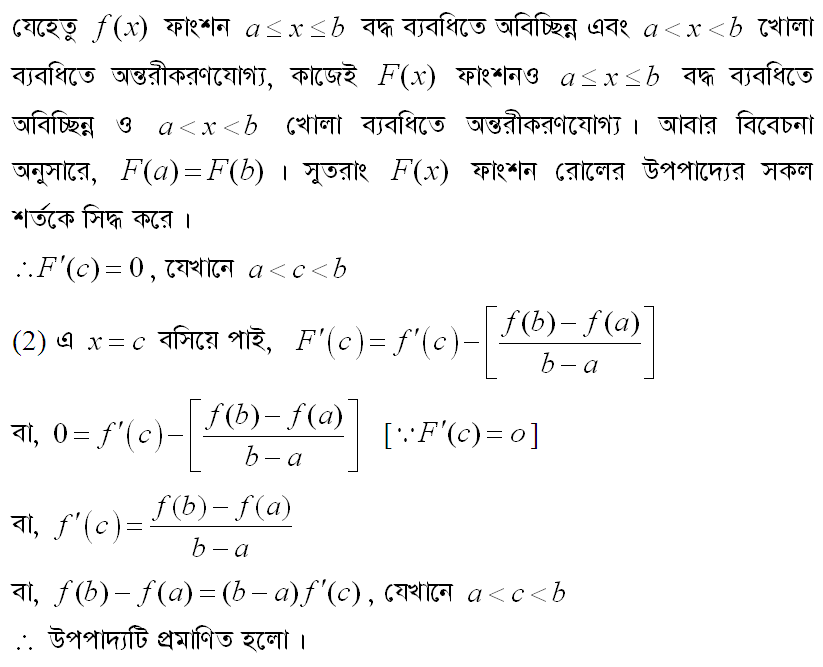 যেহেতু f(x) ফাংশন a ≤ x ≤ b বদ্ধ ব্যবধিতে অবিচ্ছিন্ন এবং a < x < b খোলা
ব্যবধিতে অন্তরীকরণযোগ্য, কাজেই F(x) ফাংশনও a ≤ x ≤ b বদ্ধ ব্যবধিতে
অবিচ্ছিন্ন ও a < x < b খোলা ব্যবধিতে অন্তরীকরণযোগ্য। আবার বিবেচনা
অনুসারে, F(a) = F(b) । সুতরাং F(x) ফাংশন রোলের উপপাদ্যের সকল
শর্তকে সিদ্ধ করে।
∴ F′(c) = 0, যেখানে a < c < b
(2) এ x = c বসিয়ে পাই, F′(c) = f′(c) − [(f(b) − f(a))/(b − a)]
বা, 0 = f′(c) − [(f(b) − f(a))/(b − a)] [∵ F′(c) = o]
বা, f′(c) = (f(b) − f(a))/(b − a)
বা, f(b) − f(a) = (b − a) f′(c), যেখানে a < c < b
∴ উপপাদ্যটি প্রমাণিত হলো।